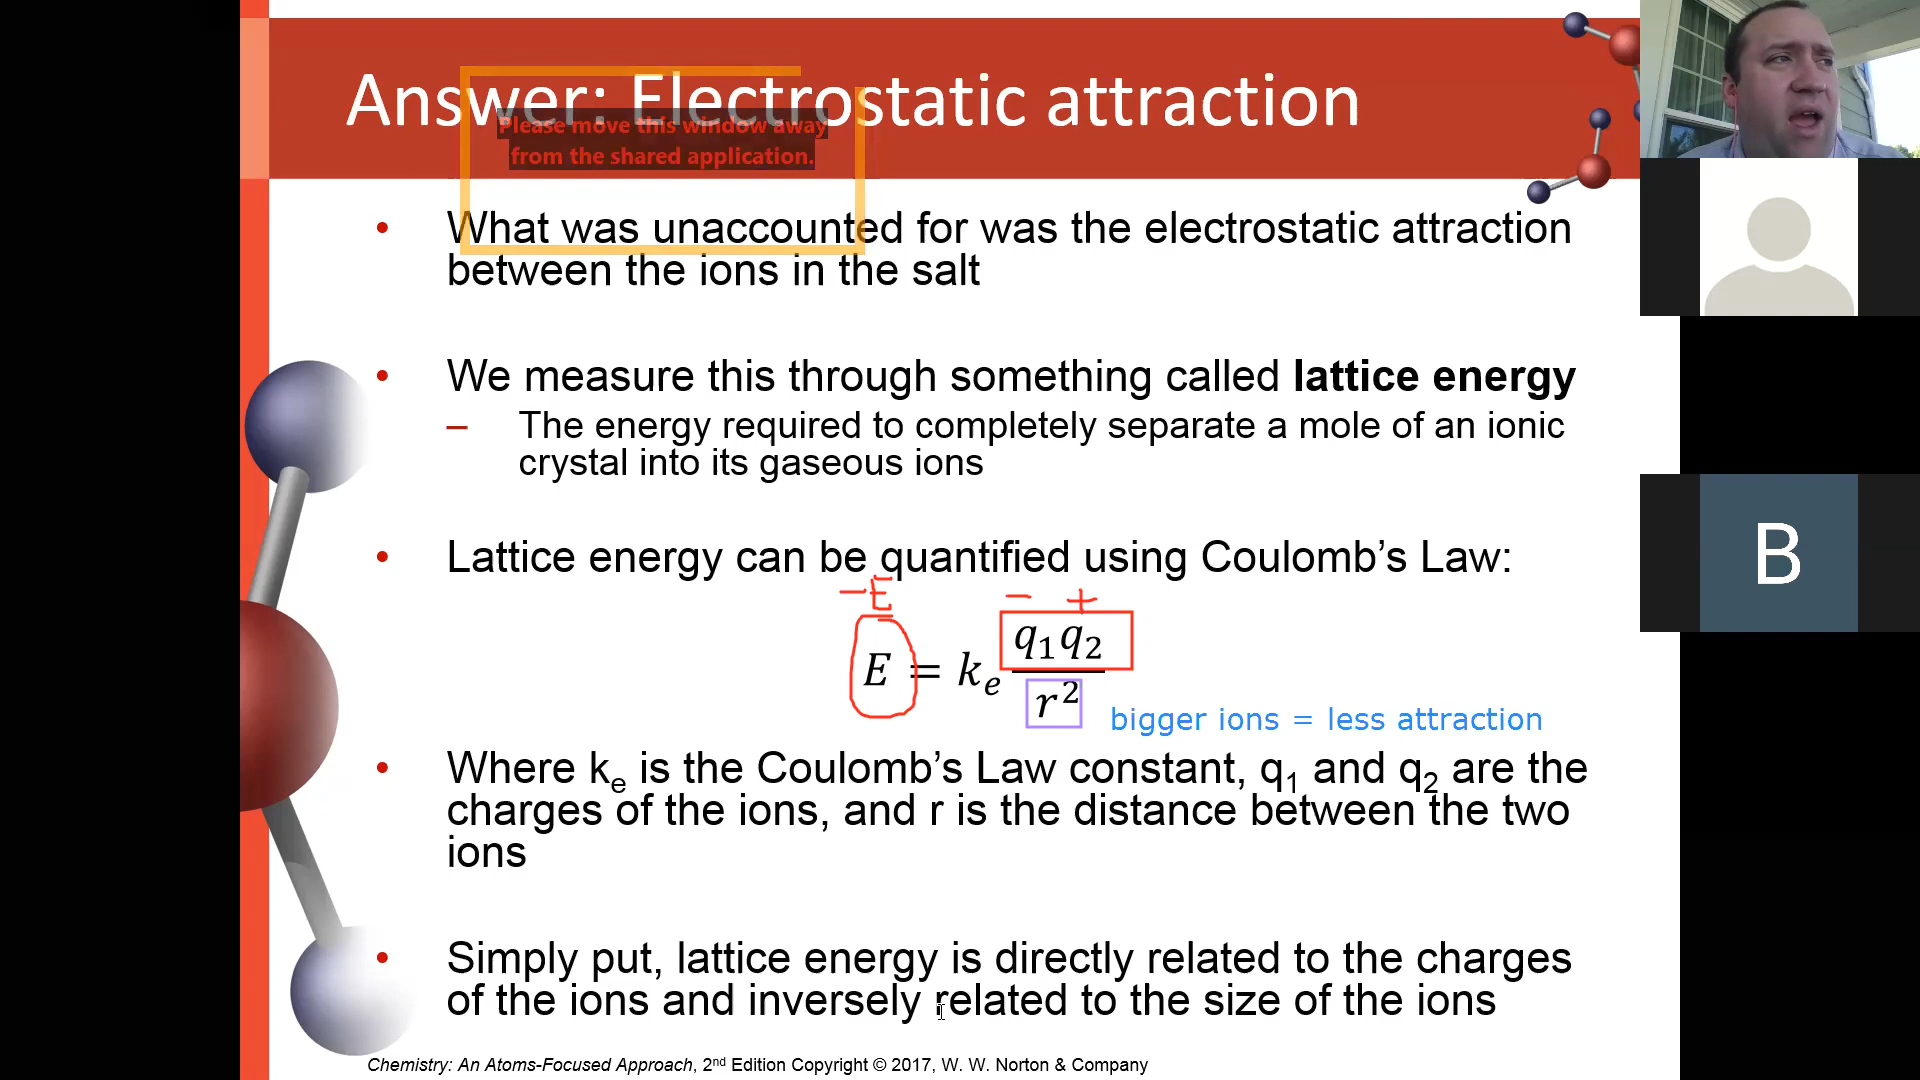 Answer: Electrostatic attraction
Please move this window away
from the shared application.
• What was unaccounted for was the electrostatic attraction
between the ions in the salt
• We measure this through something called lattice energy
– The energy required to completely separate a mole of an ionic
crystal into its gaseous ions
• Lattice energy can be quantified using Coulomb’s Law:
−E − +
E = kₑ q₁q₂ / r²
bigger ions = less attraction
• Where kₑ is the Coulomb’s Law constant, q₁ and q₂ are the
charges of the ions, and r is the distance between the two
ions
• Simply put, lattice energy is directly related to the charges
of the ions and inversely related to the size of the ions
Chemistry: An Atoms-Focused Approach, 2nd Edition Copyright © 2017, W. W. Norton & Company
B